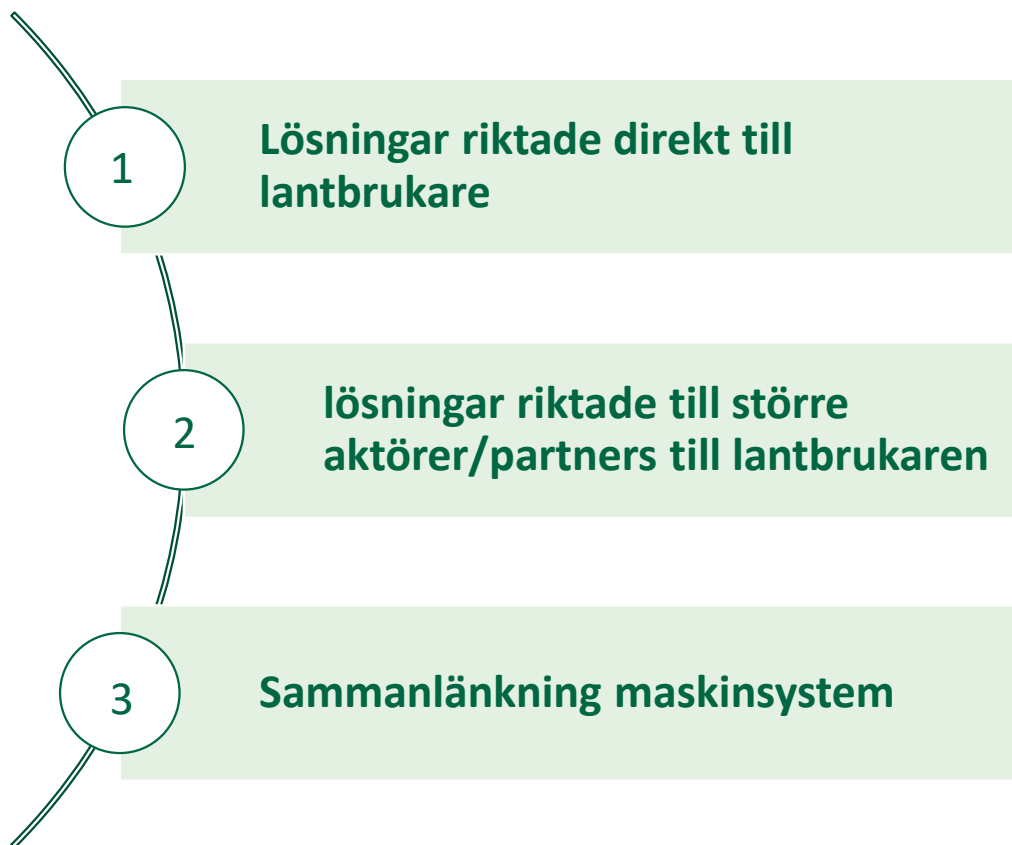 1
Lösningar riktade direkt till
lantbrukare
2
lösningar riktade till större
aktörer/partners till lantbrukaren
3
Sammanlänkning maskinsystem